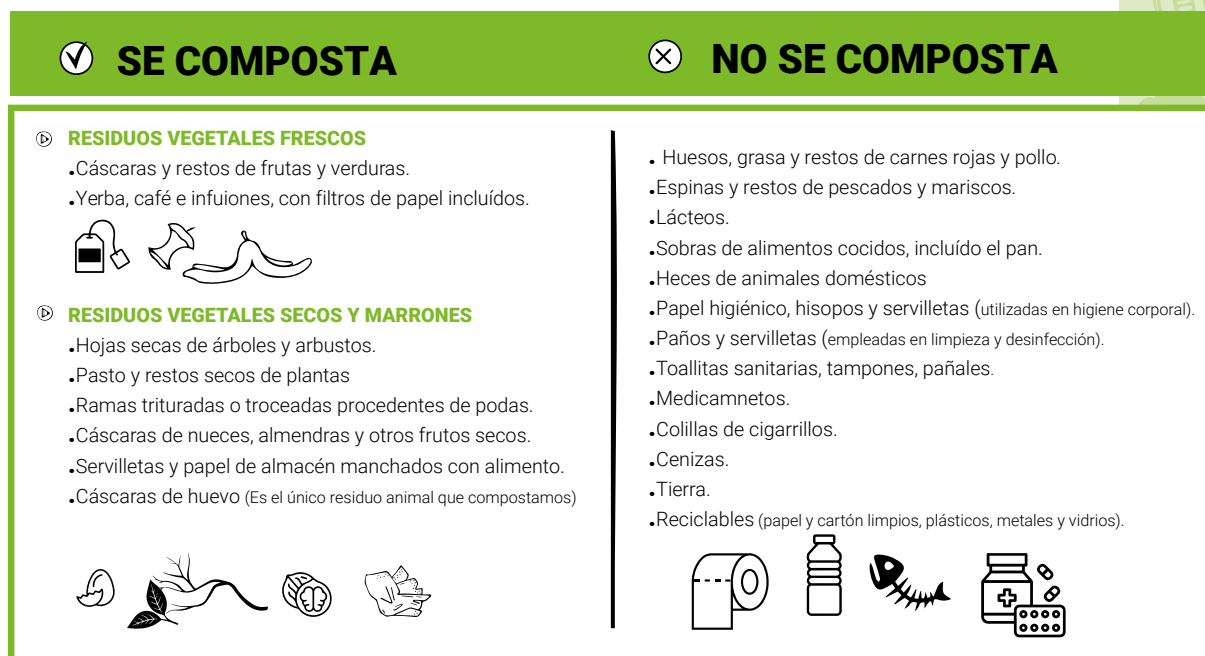 SE COMPOSTA
NO SE COMPOSTA
RESIDUOS VEGETALES FRESCOS
.Cáscaras y restos de frutas y verduras.
.Yerba, café e infuiones, con filtros de papel incluídos.
RESIDUOS VEGETALES SECOS Y MARRONES
.Hojas secas de árboles y arbustos.
.Pasto y restos secos de plantas
.Ramas trituradas o troceadas procedentes de podas.
.Cáscaras de nueces, almendras y otros frutos secos.
.Servilletas y papel de almacén manchados con alimento.
.Cáscaras de huevo (Es el único residuo animal que compostamos)
. Huesos, grasa y restos de carnes rojas y pollo.
.Espinas y restos de pescados y mariscos.
.Lácteos.
.Sobras de alimentos cocidos, incluído el pan.
.Heces de animales domésticos
.Papel higiénico, hisopos y servilletas (utilizadas en higiene corporal).
.Paños y servilletas (empleadas en limpieza y desinfección).
.Toallitas sanitarias, tampones, pañales.
.Medicamnetos.
.Colillas de cigarrillos.
.Cenizas.
.Tierra.
.Reciclables (papel y cartón limpios, plásticos, metales y vidrios).